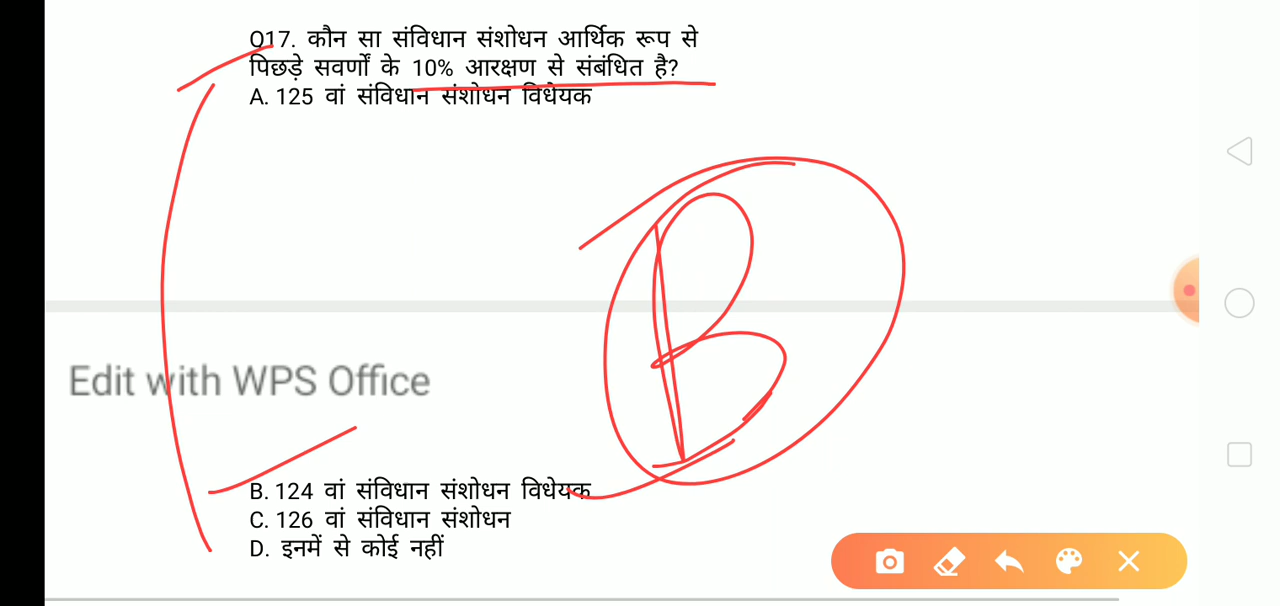 Q17. कौन सा संविधान संशोधन आर्थिक रूप से
पिछड़े सवर्णों के 10% आरक्षण से संबंधित है?
A. 125 वां संविधान संशोधन विधेयक
B
Edit with WPS Office
B. 124 वां संविधान संशोधन विधेयक
C. 126 वां संविधान संशोधन
D. इनमें से कोई नहीं